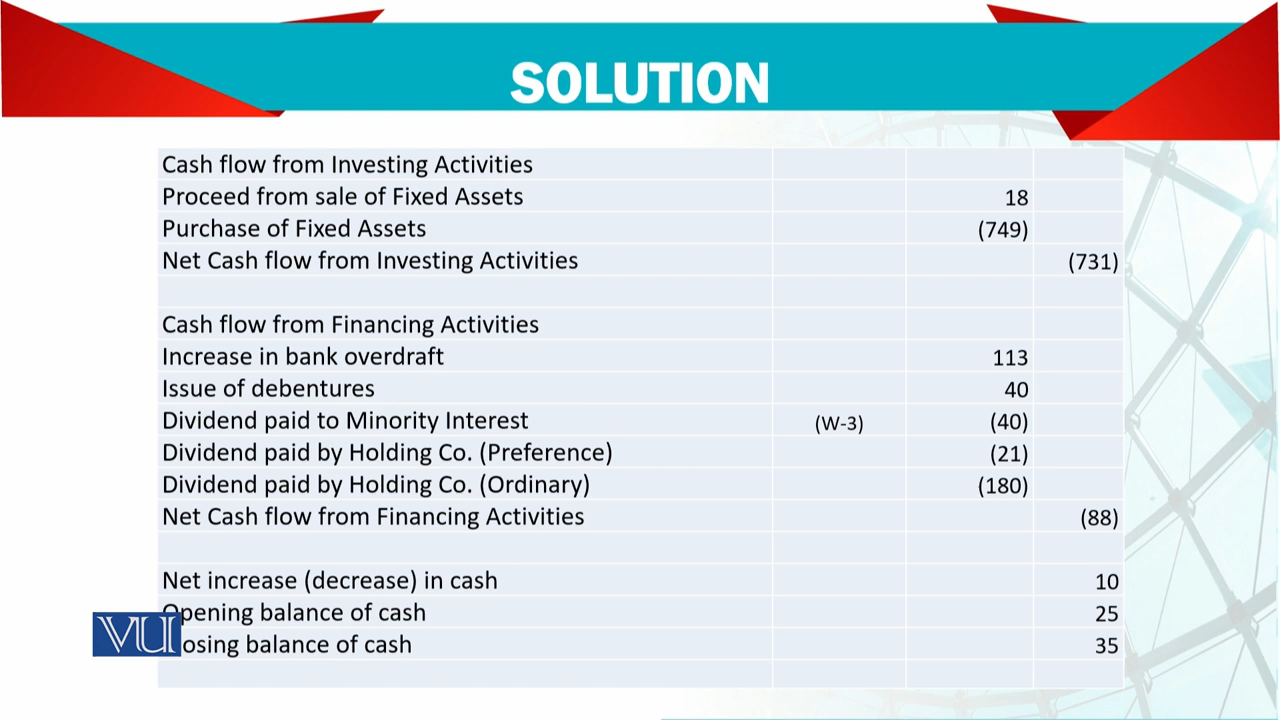 SOLUTION
Cash flow from Investing Activities
Proceed from sale of Fixed Assets 18
Purchase of Fixed Assets (749)
Net Cash flow from Investing Activities (731)
Cash flow from Financing Activities
Increase in bank overdraft 113
Issue of debentures 40
Dividend paid to Minority Interest (W-3) (40)
Dividend paid by Holding Co. (Preference) (21)
Dividend paid by Holding Co. (Ordinary) (180)
Net Cash flow from Financing Activities (88)
Net increase (decrease) in cash 10
Opening balance of cash 25
osing balance of cash 35
VU